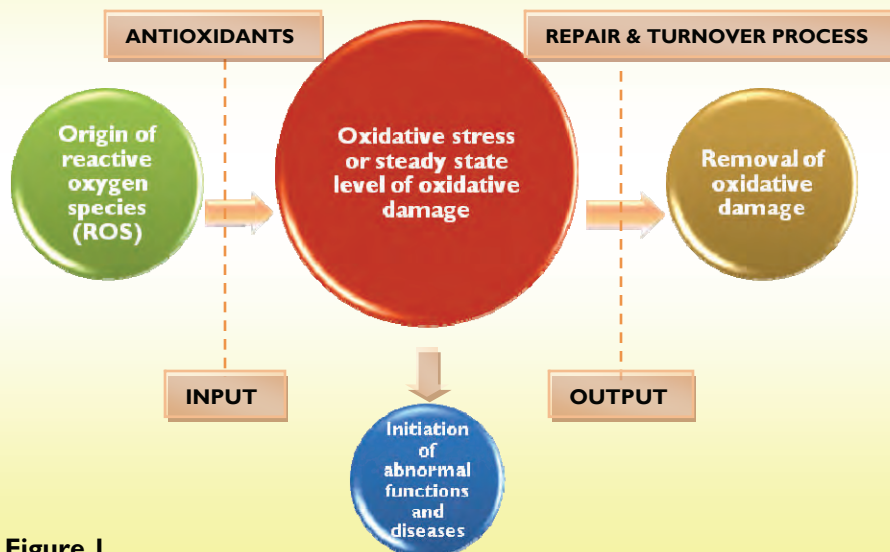 ANTIOXIDANTS
REPAIR & TURNOVER PROCESS
Origin of
reactive
oxygen
species
(ROS)
Oxidative stress
or steady state
level of oxidative
damage
Removal of
oxidative
damage
INPUT
OUTPUT
Initiation
of
abnormal
functions
and
diseases
Figure 1